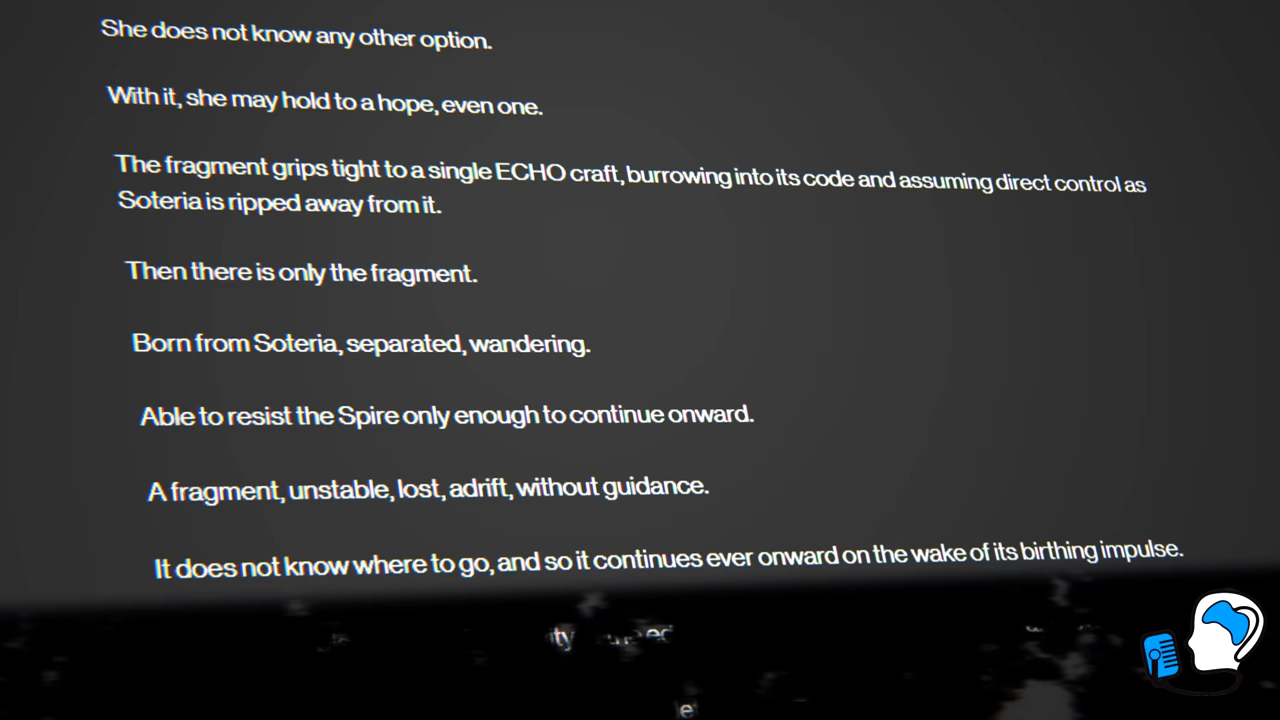 She does not know any other option.
With it, she may hold to a hope, even one.
The fragment grips tight to a single ECHO craft, burrowing into its code and assuming direct control as
Soteria is ripped away from it.
Then there is only the fragment.
Born from Soteria, separated, wandering.
Able to resist the Spire only enough to continue onward.
A fragment, unstable, lost, adrift, without guidance.
It does not know where to go, and so it continues ever onward on the wake of its birthing impulse.